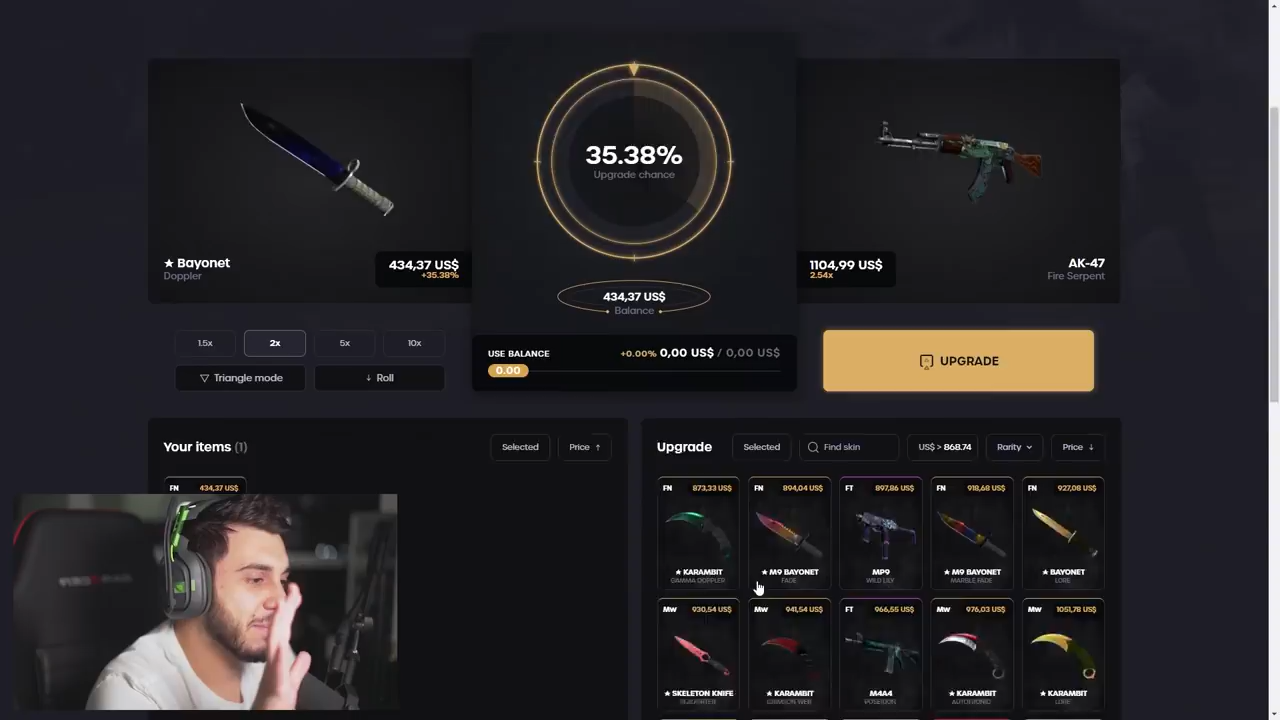 35.38%
Upgrade chance
★ Bayonet
Doppler
434,37 US$
+35.38%
1104,99 US$
2.54x
AK-47
Fire Serpent
434,37 US$
Balance
1.5x
2x
5x
10x
Triangle mode
Roll
USE BALANCE
+0.00% 0,00 US$ / 0,00 US$
0.00
UPGRADE
Your items (1)
Selected
Price ↑
FN 434,37 US$
Upgrade
Selected
Find skin
US$ > 868.74
Rarity
Price ↓
FN 873,33 US$
★ KARAMBIT
GAMMA DOPPLER
FN 894,04 US$
★ M9 BAYONET
FADE
FT 897,86 US$
MP9
WILD LILY
FN 918,68 US$
★ M9 BAYONET
MARBLE FADE
FN 927,08 US$
★ BAYONET
LORE
MW 930,54 US$
★ SKELETON KNIFE
SLAUGHTER
MW 941,54 US$
★ KARAMBIT
CRIMSON WEB
FT 966,55 US$
M4A4
POSEIDON
MW 976,03 US$
★ KARAMBIT
AUTOTRONIC
MW 1051,78 US$
★ KARAMBIT
LORE